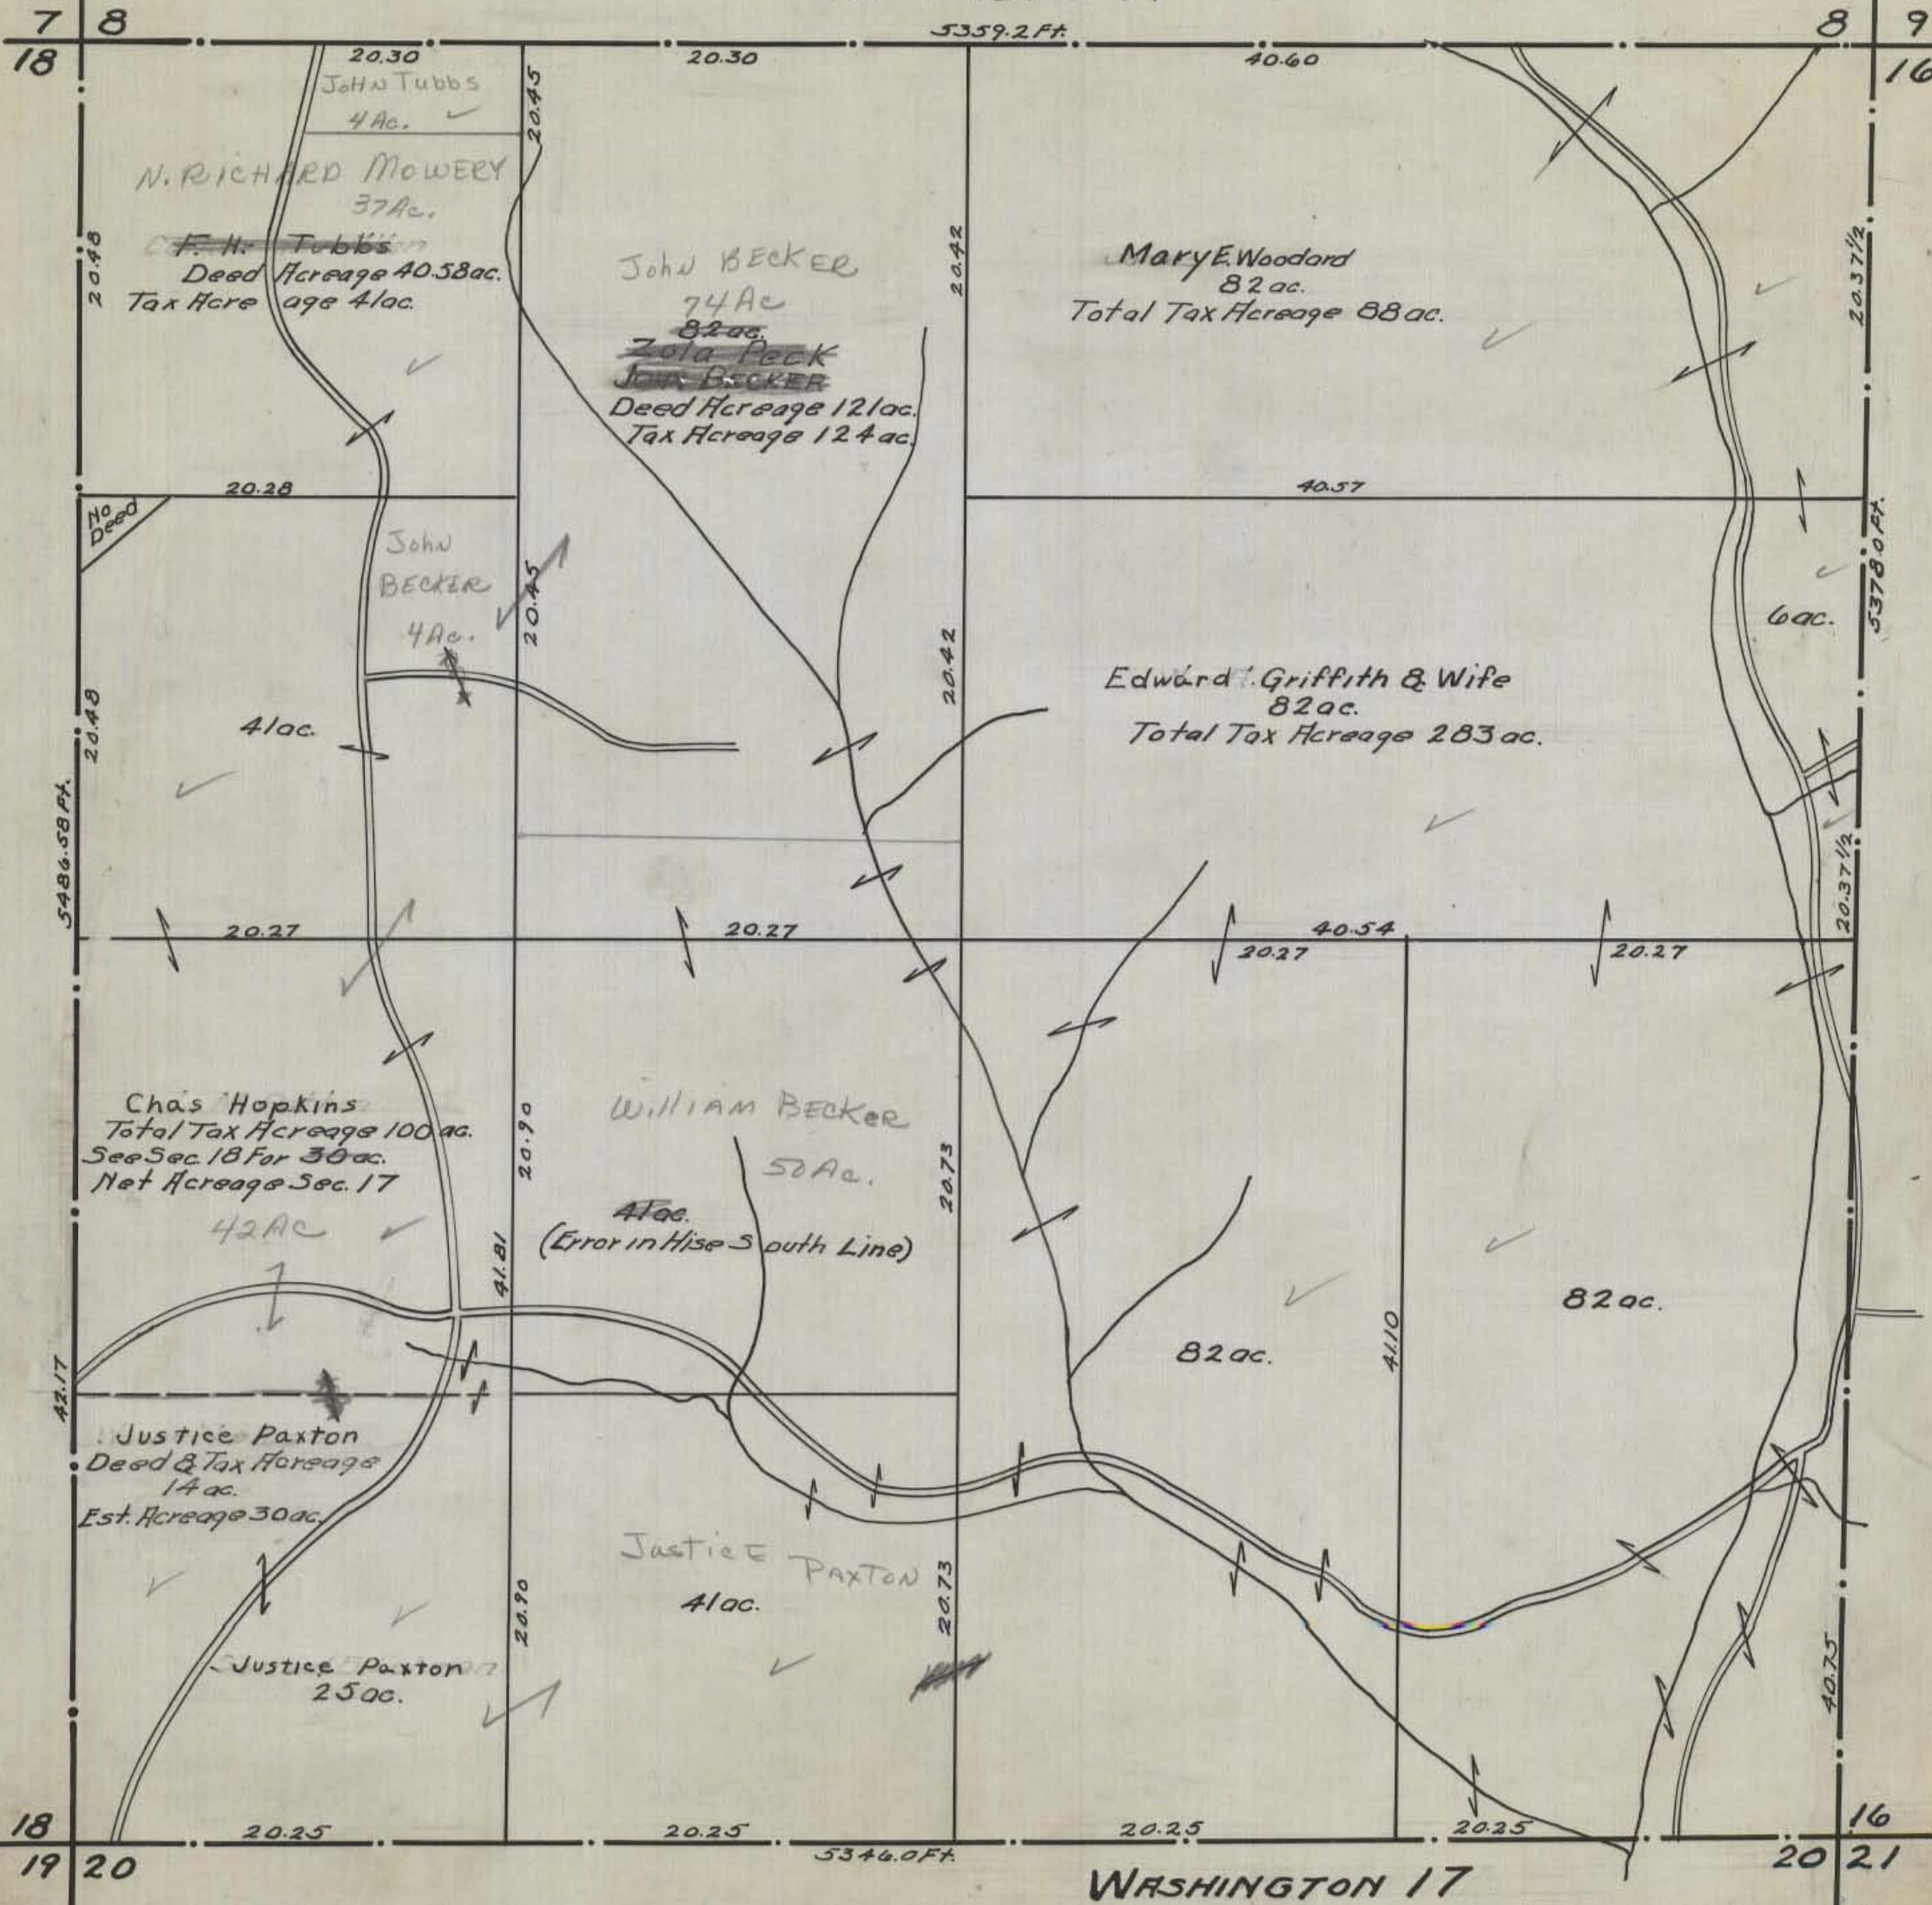 7 8
8 9
5359.2 Ft.
18
20.30
20.30
40.60
16
JOHN Tubbs
4 Ac.
20.45
N. RICHARD MOWERY
37 Ac.
F. H. Tubbs
Deed Acreage 40.58 ac.
Tax Acreage 41 ac.
20.48
John BECKER
74 Ac
82 ac.
Zola Peck
John BECKER
Deed Acreage 121 ac.
Tax Acreage 124 ac.
20.42
Mary E. Woodard
82 ac.
Total Tax Acreage 88 ac.
20.37 1/2
20.28
40.57
No
Deed
John
BECKER
4 Ac.
20.45
20.42
5378.0 Ft.
6 ac.
20.48
41 ac.
Edward Griffith & Wife
82 ac.
Total Tax Acreage 283 ac.
5486.58 Ft.
20.37 1/2
20.27
20.27
40.54
20.27
20.27
Chas Hopkins
Total Tax Acreage 100 ac.
See Sec. 18 For 30 ac.
Net Acreage Sec. 17
42 AC
20.90
William BECKER
50 Ac.
41 ac.
(Error in Hise South Line)
20.73
41.81
82 ac.
41.10
82 ac.
42.17
Justice Paxton
Deed & Tax Acreage
14 ac.
Est. Acreage 30 ac.
Justice PAXTON
41 ac.
20.90
20.73
Justice Paxton
25 ac.
40.75
18
20.25
20.25
20.25
20.25
16
19 20
5346.0 Ft.
20 21
WASHINGTON 17